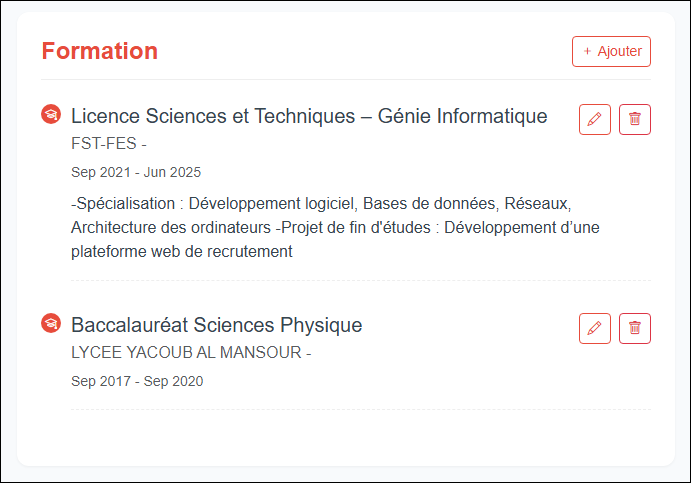 Formation
+ Ajouter
Licence Sciences et Techniques – Génie Informatique
FST-FES -
Sep 2021 - Jun 2025
-Spécialisation : Développement logiciel, Bases de données, Réseaux,
Architecture des ordinateurs -Projet de fin d'études : Développement d’une
plateforme web de recrutement
Baccalauréat Sciences Physique
LYCEE YACOUB AL MANSOUR -
Sep 2017 - Sep 2020